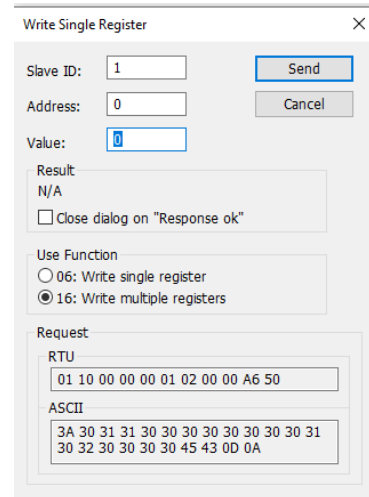 Write Single Register
Slave ID: 1 Send
Address: 0 Cancel
Value: 0
Result
N/A
Close dialog on "Response ok"
Use Function
06: Write single register
16: Write multiple registers
Request
RTU
01 10 00 00 00 01 02 00 00 A6 50
ASCII
3A 30 31 31 30 30 30 30 30 30 30 30 31
30 32 30 30 30 30 45 43 0D 0A